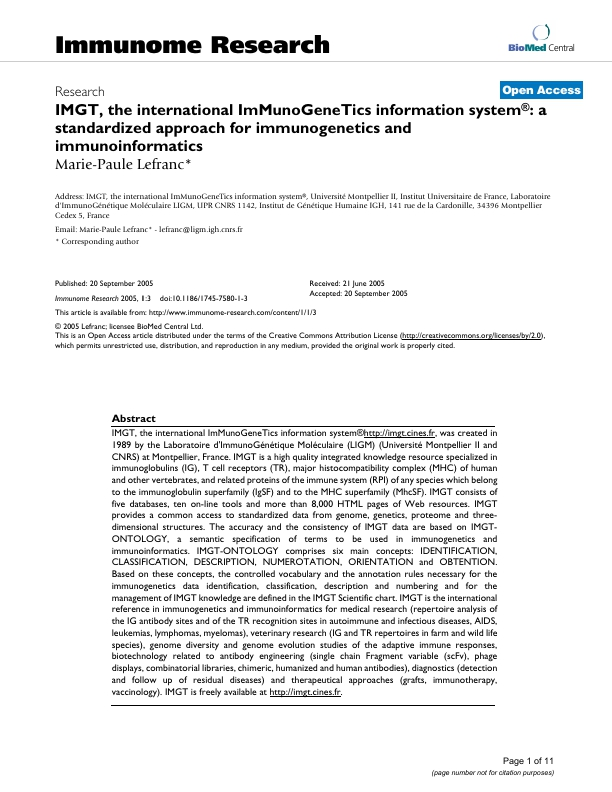 Immunome Research
BioMed Central
Research
Open Access
IMGT, the international ImMunoGeneTics information system®: a
standardized approach for immunogenetics and
immunoinformatics
Marie-Paule Lefranc*
Address: IMGT, the international ImMunoGeneTics information system®, Université Montpellier II, Institut Universitaire de France, Laboratoire
d'ImmunoGénétique Moléculaire LIGM, UPR CNRS 1142, Institut de Génétique Humaine IGH, 141 rue de la Cardonille, 34396 Montpellier
Cedex 5, France
Email: Marie-Paule Lefranc* - lefranc@ligm.igh.cnrs.fr
* Corresponding author
Published: 20 September 2005
Immunome Research 2005, 1:3 doi:10.1186/1745-7580-1-3
Received: 21 June 2005
Accepted: 20 September 2005
This article is available from: http://www.immunome-research.com/content/1/1/3
© 2005 Lefranc; licensee BioMed Central Ltd.
This is an Open Access article distributed under the terms of the Creative Commons Attribution License (http://creativecommons.org/licenses/by/2.0),
which permits unrestricted use, distribution, and reproduction in any medium, provided the original work is properly cited.
Abstract
IMGT, the international ImMunoGeneTics information system®http://imgt.cines.fr, was created in
1989 by the Laboratoire d'ImmunoGénétique Moléculaire (LIGM) (Université Montpellier II and
CNRS) at Montpellier, France. IMGT is a high quality integrated knowledge resource specialized in
immunoglobulins (IG), T cell receptors (TR), major histocompatibility complex (MHC) of human
and other vertebrates, and related proteins of the immune system (RPI) of any species which belong
to the immunoglobulin superfamily (IgSF) and to the MHC superfamily (MhcSF). IMGT consists of
five databases, ten on-line tools and more than 8,000 HTML pages of Web resources. IMGT
provides a common access to standardized data from genome, genetics, proteome and three-
dimensional structures. The accuracy and the consistency of IMGT data are based on IMGT-
ONTOLOGY, a semantic specification of terms to be used in immunogenetics and
immunoinformatics. IMGT-ONTOLOGY comprises six main concepts: IDENTIFICATION,
CLASSIFICATION, DESCRIPTION, NUMEROTATION, ORIENTATION and OBTENTION.
Based on these concepts, the controlled vocabulary and the annotation rules necessary for the
immunogenetics data identification, classification, description and numbering and for the
management of IMGT knowledge are defined in the IMGT Scientific chart. IMGT is the international
reference in immunogenetics and immunoinformatics for medical research (repertoire analysis of
the IG antibody sites and of the TR recognition sites in autoimmune and infectious diseases, AIDS,
leukemias, lymphomas, myelomas), veterinary research (IG and TR repertoires in farm and wild life
species), genome diversity and genome evolution studies of the adaptive immune responses,
biotechnology related to antibody engineering (single chain Fragment variable (scFv), phage
displays, combinatorial libraries, chimeric, humanized and human antibodies), diagnostics (detection
and follow up of residual diseases) and therapeutical approaches (grafts, immunotherapy,
vaccinology). IMGT is freely available at http://imgt.cines.fr.
Page 1 of 11
(page number not for citation purposes)